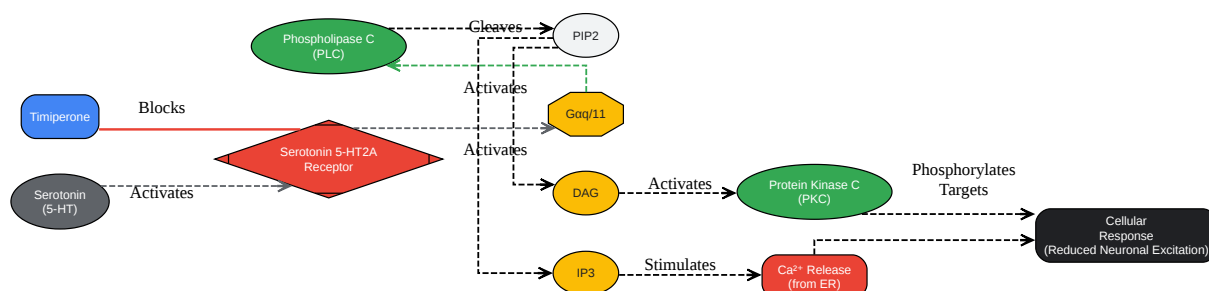 Cleaves
Phospholipase C
(PLC)
PIP2
Activates
Timiperone
Blocks
Gαq/11
Serotonin 5-HT2A
Receptor
Activates
Serotonin
(5-HT)
Activates
DAG
Activates
Protein Kinase C
(PKC)
Phosphorylates
Targets
Cellular
Response
(Reduced Neuronal Excitation)
IP3
Stimulates
Ca²⁺ Release
(from ER)